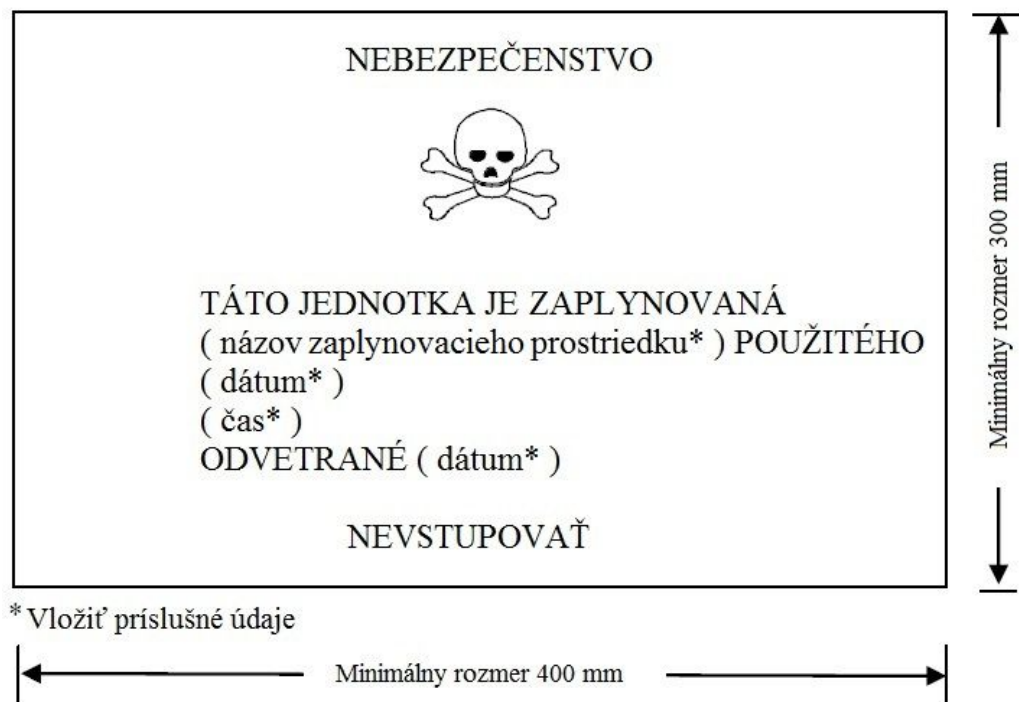 NEBEZPEČENSTVO
TÁTO JEDNOTKA JE ZAPLYNOVANÁ
( názov zaplynovacieho prostriedku* ) POUŽITÉHO
( dátum* )
( čas* )
ODVETRANÉ ( dátum* )
NEVSTUPOVAŤ
Minimálny rozmer 300 mm
* Vložiť príslušné údaje
Minimálny rozmer 400 mm